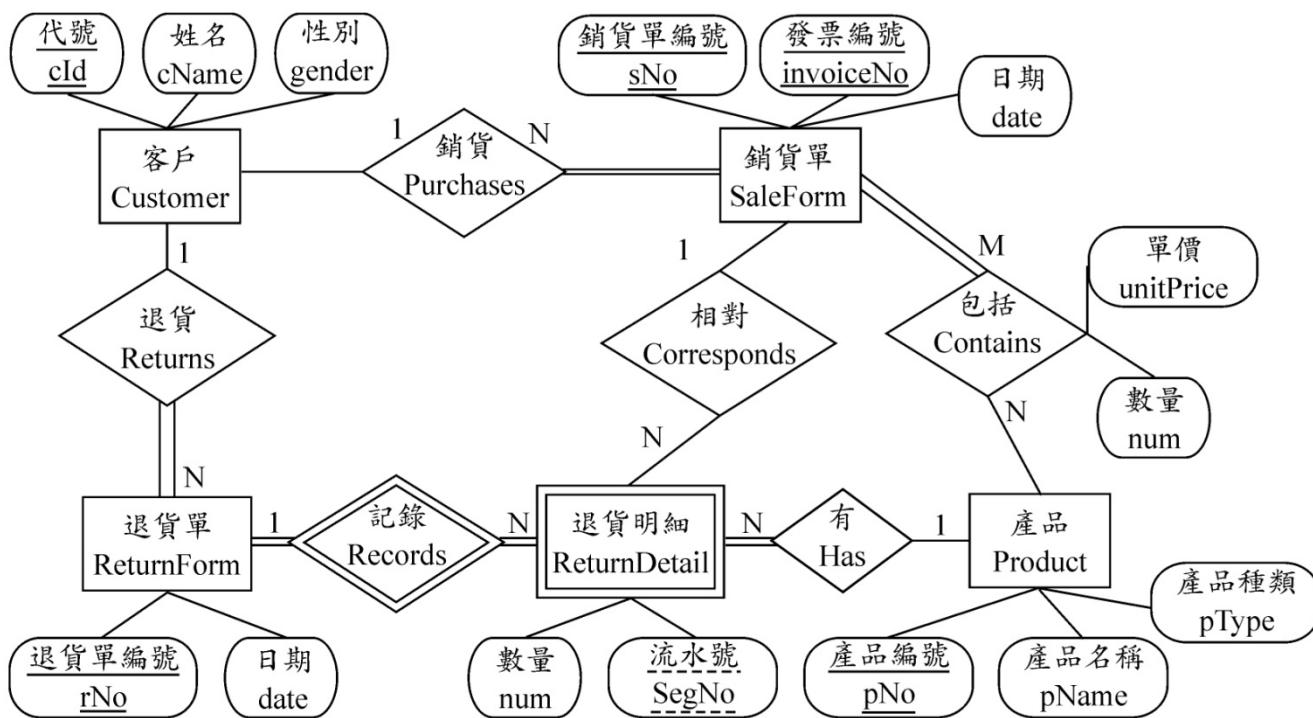 代號
cId
姓名
cName
性別
gender
銷貨單編號
sNo
發票編號
invoiceNo
日期
date
客戶
Customer
1
銷貨
Purchases
N
銷貨單
SaleForm
1
退貨
Returns
N
1
相對
Corresponds
N
M
包括
Contains
N
單價
unitPrice
數量
num
退貨單
ReturnForm
1
記錄
Records
N
退貨明細
ReturnDetail
N
有
Has
1
產品
Product
退貨單編號
rNo
日期
date
數量
num
流水號
SegNo
產品編號
pNo
產品名稱
pName
產品種類
pType